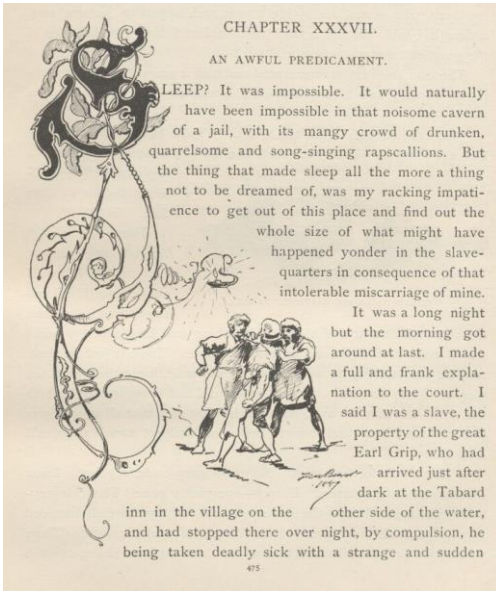 CHAPTER XXXVII.
AN AWFUL PREDICAMENT.
SLEEP? It was impossible. It would naturally
have been impossible in that noisome cavern
of a jail, with its mangy crowd of drunken,
quarrelsome and song-singing rapscallions. But
the thing that made sleep all the more a thing
not to be dreamed of, was my racking impati-
ence to get out of this place and find out the
whole size of what might have
happened yonder in the slave-
quarters in consequence of that
intolerable miscarriage of mine.
It was a long night
but the morning got
around at last. I made
a full and frank expla-
nation to the court. I
said I was a slave, the
property of the great
Earl Grip, who had
arrived just after
dark at the Tabard
inn in the village on the other side of the water,
and had stopped there over night, by compulsion, he
being taken deadly sick with a strange and sudden
475